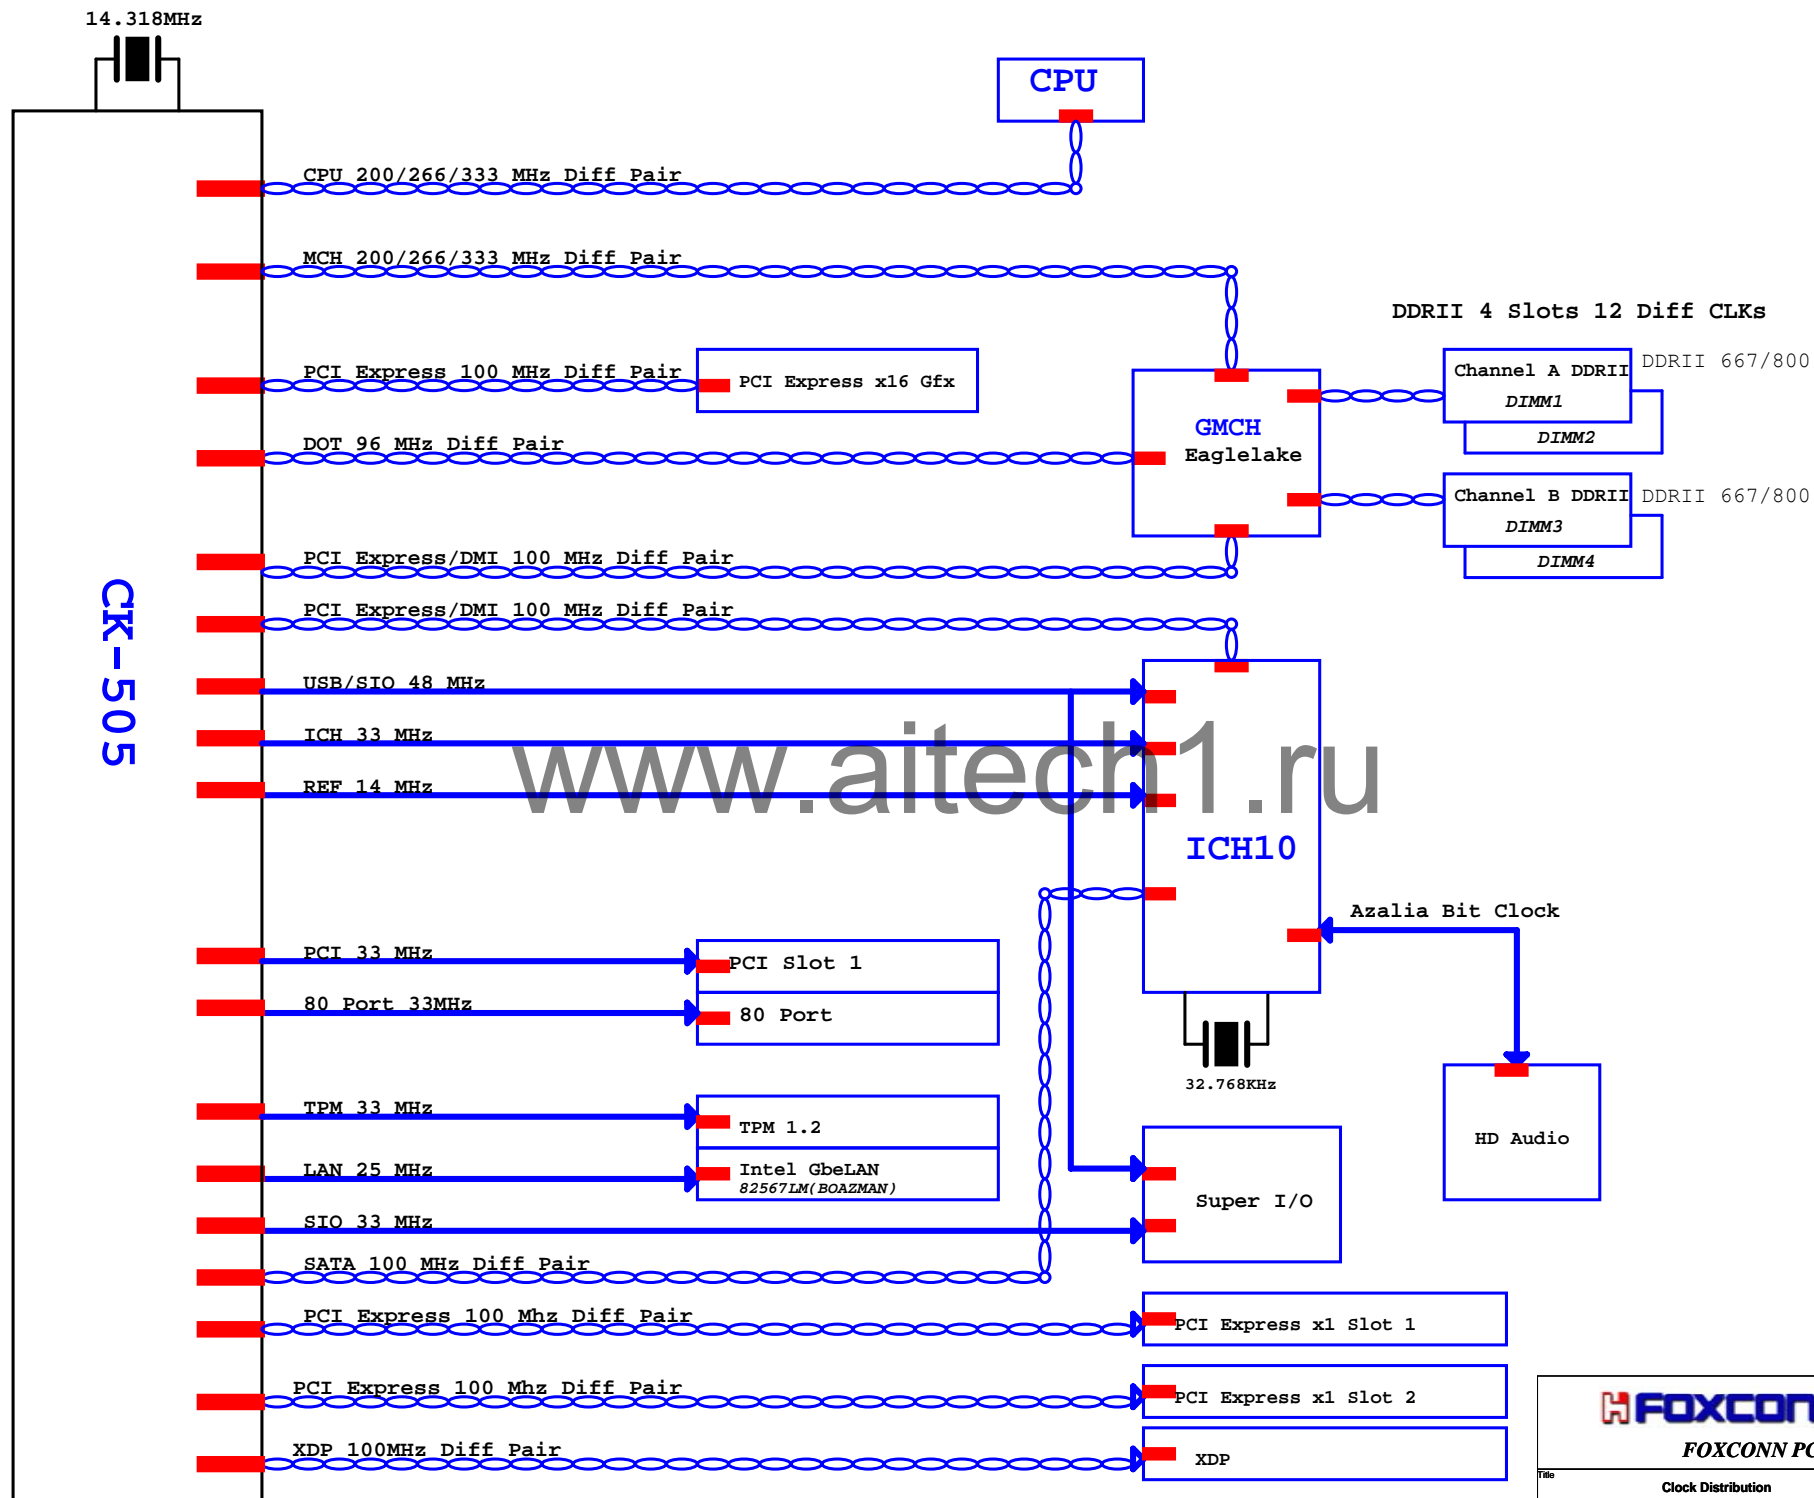 14.318MHz
CPU
CPU 200/266/333 MHz Diff Pair
MCH 200/266/333 MHz Diff Pair
DDRII 4 Slots 12 Diff CLKs
PCI Express 100 MHz Diff Pair
PCI Express x16 Gfx
Channel A DDRII
DDRII 667/800
DIMM1
DIMM2
DOT 96 MHz Diff Pair
GMCH
Eaglelake
Channel B DDRII
DDRII 667/800
DIMM3
DIMM4
PCI Express/DMI 100 MHz Diff Pair
PCI Express/DMI 100 MHz Diff Pair
CK-505
USB/SIO 48 MHz
ICH 33 MHz
REF 14 MHz
www.aitech1.ru
ICH10
Azalia Bit Clock
PCI 33 MHz
PCI Slot 1
80 Port 33MHz
80 Port
32.768KHz
TPM 33 MHz
TPM 1.2
HD Audio
LAN 25 MHz
Intel GbeLAN
82567LM(BOAZMAN)
Super I/O
SIO 33 MHz
SATA 100 MHz Diff Pair
PCI Express 100 Mhz Diff Pair
PCI Express x1 Slot 1
PCI Express 100 Mhz Diff Pair
PCI Express x1 Slot 2
XDP 100MHz Diff Pair
XDP
FOXCON
FOXCONN PC
Title
Clock Distribution